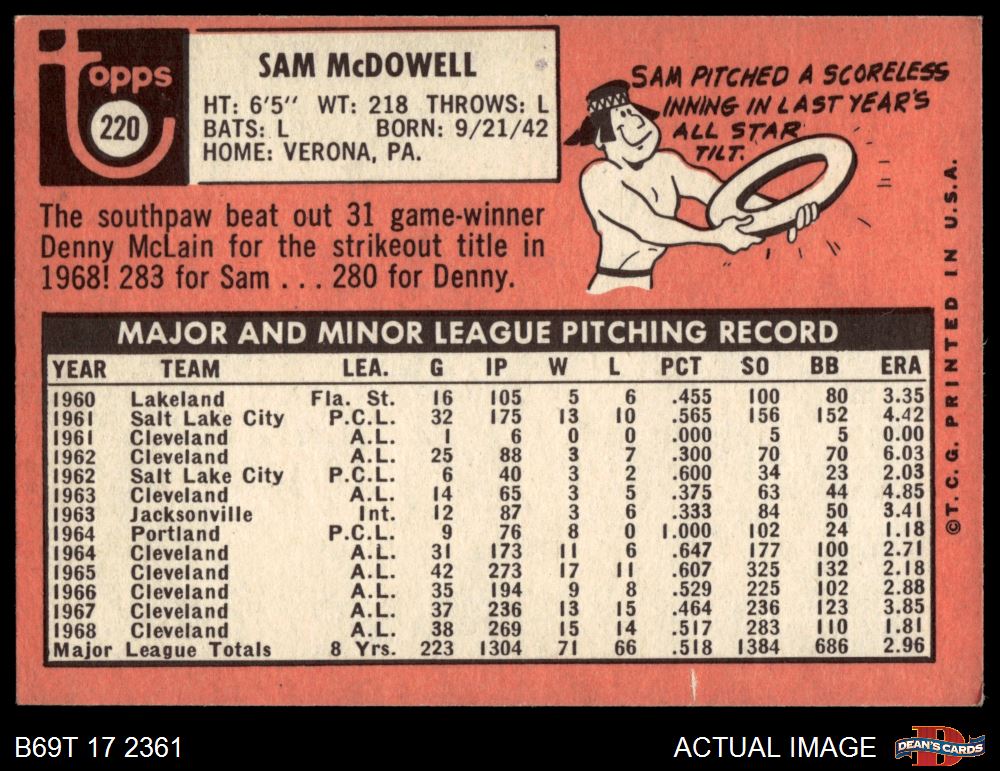 Topps
220
SAM McDOWELL
HT: 6'5" WT: 218 THROWS: L
BATS: L BORN: 9/21/42
HOME: VERONA, PA.
SAM PITCHED A SCORELESS
INNING IN LAST YEAR'S
ALL STAR
TILT.
The southpaw beat out 31 game-winner
Denny McLain for the strikeout title in
1968! 283 for Sam . . . 280 for Denny.
MAJOR AND MINOR LEAGUE PITCHING RECORD
YEAR TEAM LEA. G IP W L PCT SO BB ERA
1960 Lakeland Fla. St. 16 105 5 6 .455 100 80 3.35
1961 Salt Lake City P.C.L. 32 175 13 10 .565 156 152 4.42
1961 Cleveland A.L. 1 6 0 0 .000 5 5 0.00
1962 Cleveland A.L. 25 88 3 7 .300 70 70 6.03
1962 Salt Lake City P.C.L. 6 40 3 2 .600 34 23 2.03
1963 Cleveland A.L. 14 65 3 5 .375 63 44 4.85
1963 Jacksonville Int. 12 87 3 6 .333 84 50 3.41
1964 Portland P.C.L. 9 76 8 0 1.000 102 24 1.18
1964 Cleveland A.L. 31 173 11 6 .647 177 100 2.71
1965 Cleveland A.L. 42 273 17 11 .607 325 132 2.18
1966 Cleveland A.L. 35 194 9 8 .529 225 102 2.88
1967 Cleveland A.L. 37 236 13 15 .464 236 123 3.85
1968 Cleveland A.L. 38 269 15 14 .517 283 110 1.81
Major League Totals 8 Yrs. 223 1304 71 66 .518 1384 686 2.96
©T.C.G. PRINTED IN U.S.A.
B69T 17 2361
ACTUAL IMAGE
D
DEAN'S CARDS